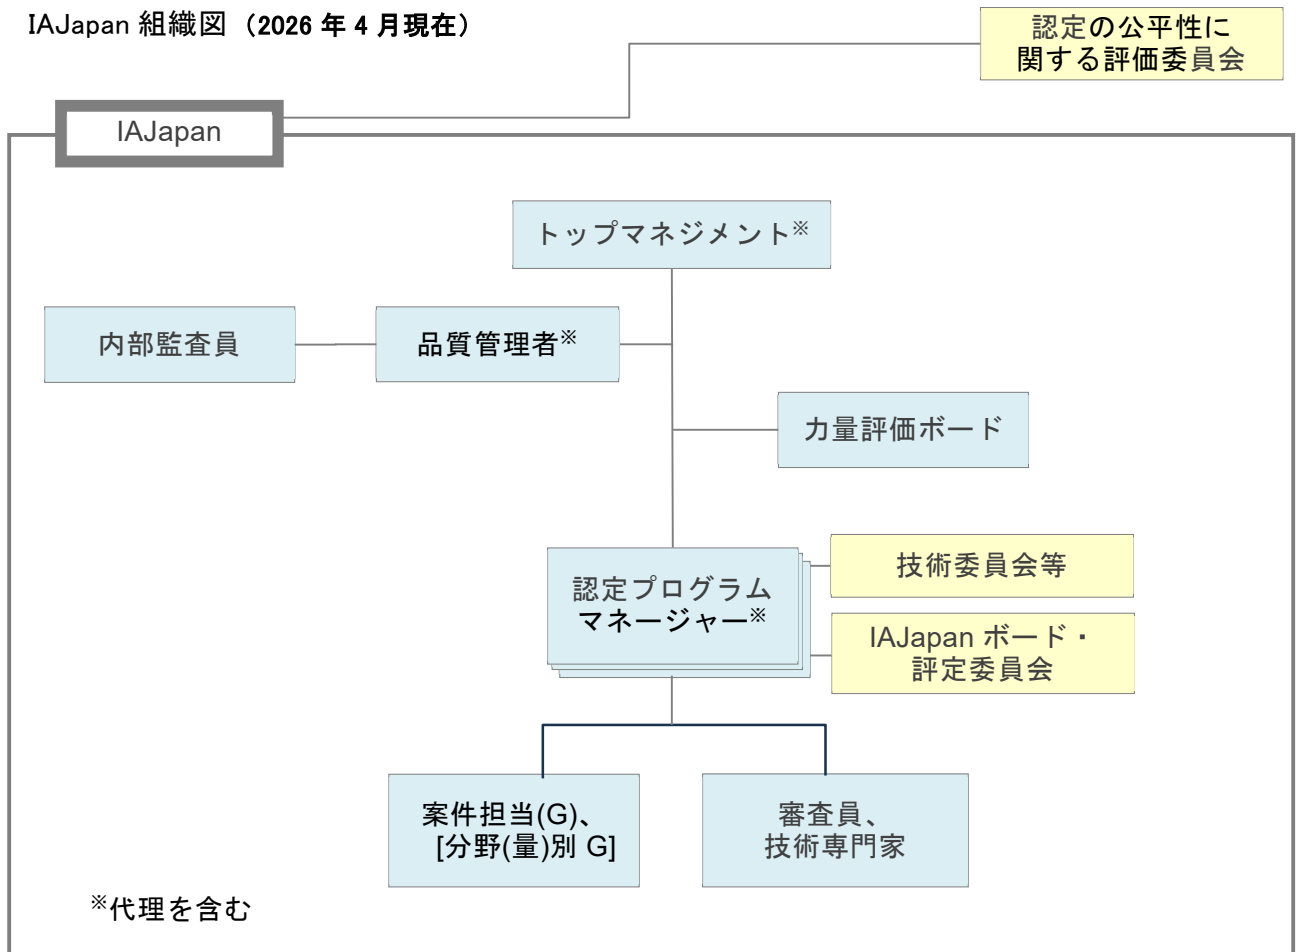 IAJapan 組織図 （2026 年 4 月現在）
認定の公平性に
関する評価委員会
IAJapan
トップマネジメント※
内部監査員
品質管理者※
力量評価ボード
認定プログラム
マネージャー※
技術委員会等
IAJapan ボード・
評定委員会
案件担当(G)、
[分野(量)別 G]
審査員、
技術専門家
※代理を含む